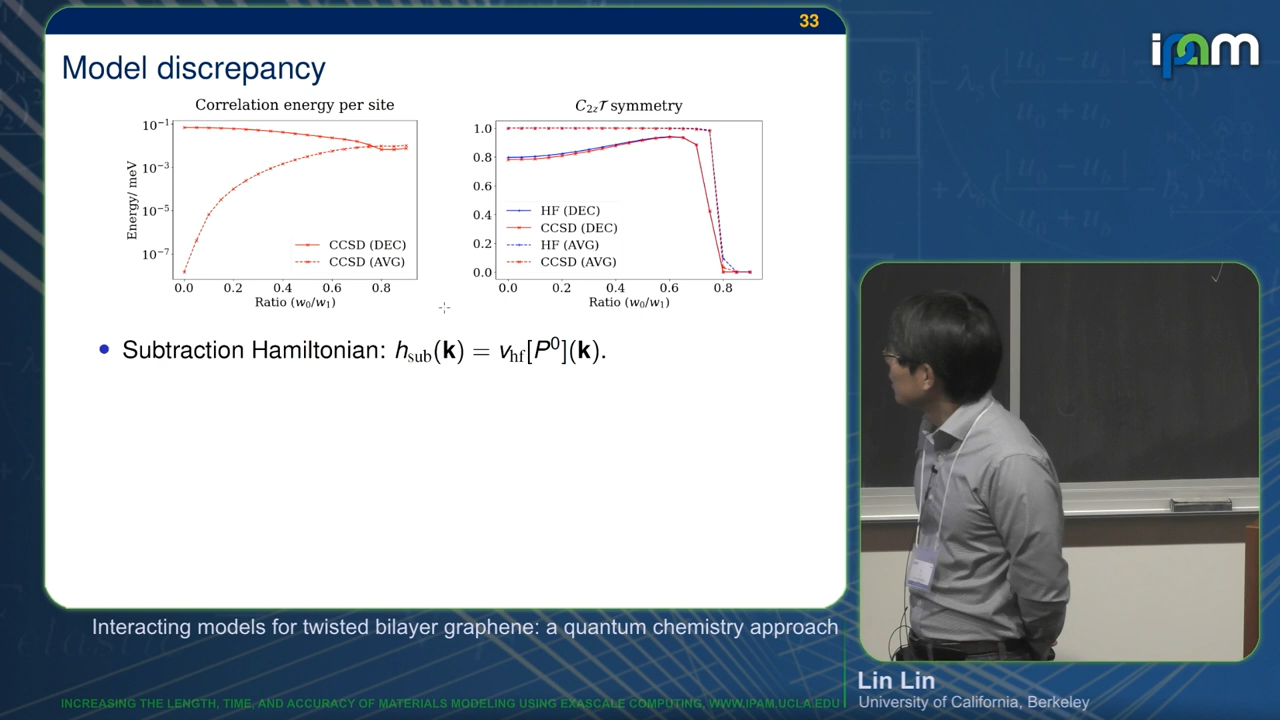 33
ipam
Model discrepancy
Correlation energy per site
10⁻¹
10⁻³
10⁻⁵
10⁻⁷
Energy/ meV
CCSD (DEC)
CCSD (AVG)
0.0 0.2 0.4 0.6 0.8
Ratio (w₀/w₁)
C₂z𝒯 symmetry
1.0
0.8
0.6
0.4
0.2
0.0
HF (DEC)
CCSD (DEC)
HF (AVG)
CCSD (AVG)
0.0 0.2 0.4 0.6 0.8
Ratio (w₀/w₁)
• Subtraction Hamiltonian: h_sub(k) = v_hf[P⁰](k).
Interacting models for twisted bilayer graphene: a quantum chemistry approach
Lin Lin
University of California, Berkeley
INCREASING THE LENGTH, TIME, AND ACCURACY OF MATERIALS MODELING USING EXASCALE COMPUTING, WWW.IPAM.UCLA.EDU